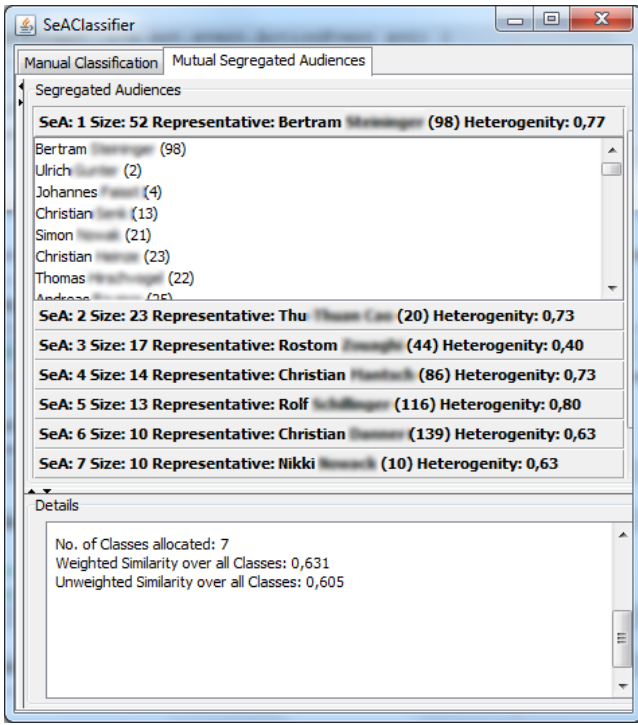 SeAClassifier
Manual Classification Mutual Segregated Audiences
Segregated Audiences
SeA: 1 Size: 52 Representative: Bertram (98) Heterogenity: 0,77
Bertram (98)
Ulrich (2)
Johannes (4)
Christian (13)
Simon (21)
Christian (23)
Thomas (22)
Andreas (25)
SeA: 2 Size: 23 Representative: Thu (20) Heterogenity: 0,73
SeA: 3 Size: 17 Representative: Rostom (44) Heterogenity: 0,40
SeA: 4 Size: 14 Representative: Christian (86) Heterogenity: 0,73
SeA: 5 Size: 13 Representative: Rolf (116) Heterogenity: 0,80
SeA: 6 Size: 10 Representative: Christian (139) Heterogenity: 0,63
SeA: 7 Size: 10 Representative: Nikki (10) Heterogenity: 0,63
Details
No. of Classes allocated: 7
Weighted Similarity over all Classes: 0,631
Unweighted Similarity over all Classes: 0,605